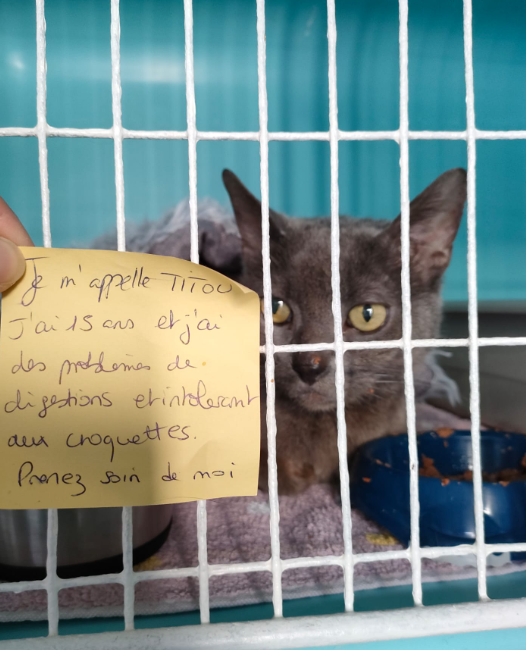 Je m'appelle TITOU
J'ai 15 ans et j'ai
des problèmes de
digestions et intolerant
aux croquettes.
Prenez soin de moi